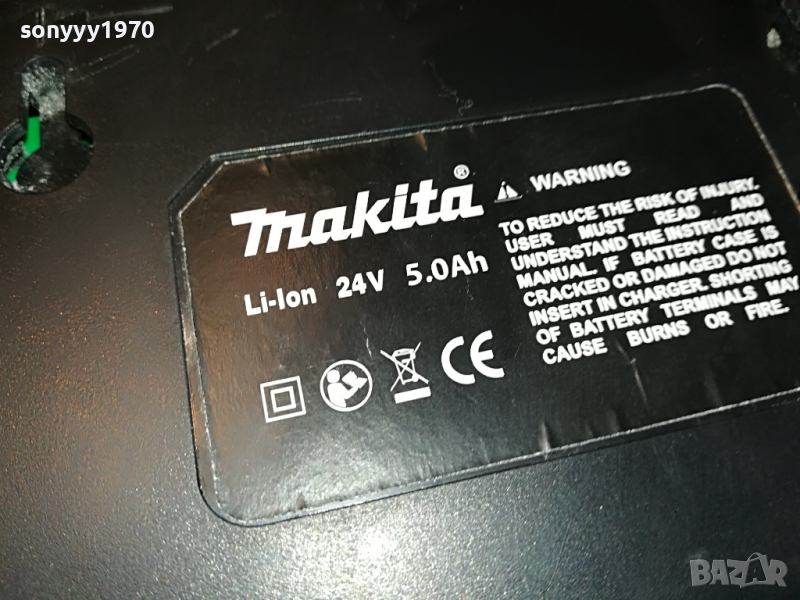 sonyyy1970
makita®
Li-Ion 24V 5.0Ah
WARNING
TO REDUCE THE RISK OF INJURY.
USER MUST READ AND
UNDERSTAND THE INSTRUCTION
MANUAL. IF BATTERY CASE IS
CRACKED OR DAMAGED DO NOT
INSERT IN CHARGER. SHORTING
OF BATTERY TERMINALS MAY
CAUSE BURNS OR FIRE.
CE
BAZAR